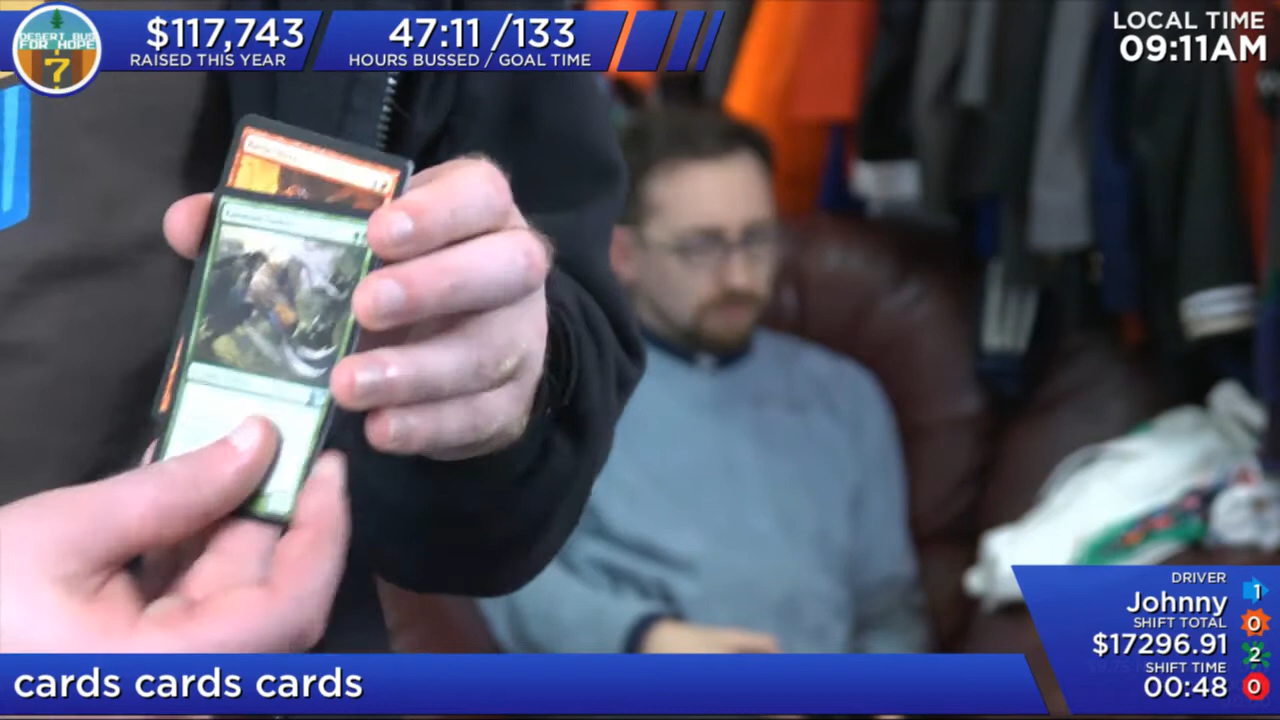 DESERT BUS
FOR HOPE
7
$117,743
RAISED THIS YEAR
47:11 /133
HOURS BUSSED / GOAL TIME
LOCAL TIME
09:11AM
DRIVER
Johnny
SHIFT TOTAL
$17296.91
SHIFT TIME
00:48
1
0
2
0
cards cards cards